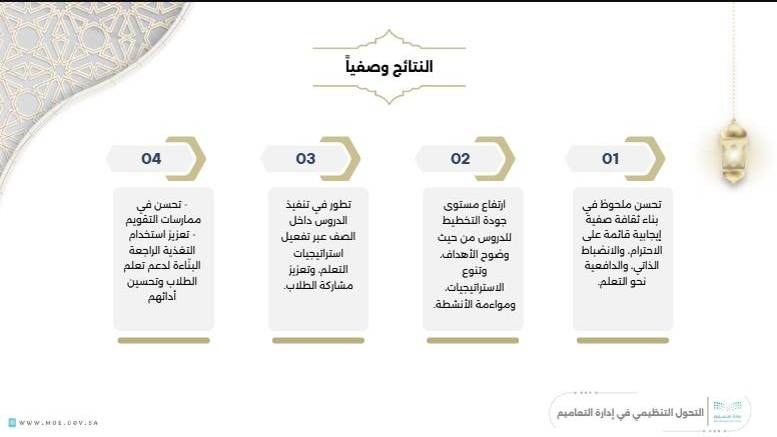 النتائج وصفياً
01
تحسن ملحوظ في
بناء ثقافة صفية
إيجابية قائمة على
الاحترام، والانضباط
الذاتي، والدافعية
نحو التعلم.
02
ارتفاع مستوى
جودة التخطيط
للدروس من حيث
وضوح الأهداف،
وتنوع
الاستراتيجيات،
ومواءمة الأنشطة.
03
تطور في تنفيذ
الدروس داخل
الصف عبر تفعيل
استراتيجيات
التعلم، وتعزيز
مشاركة الطلاب.
04
- تحسن في
ممارسات التقويم
- تعزيز استخدام
التغذية الراجعة
البنّاءة لدعم تعلم
الطلاب وتحسين
أدائهم
التحول التنظيمي في إدارة التعاميم
WWW.MOE.GOV.SA